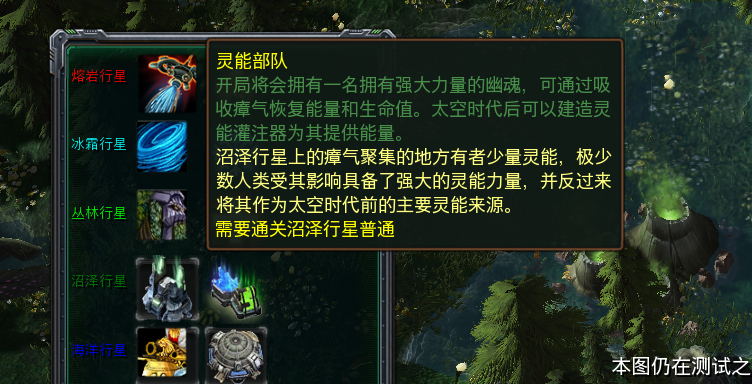 灵能部队
开局将会拥有一名拥有强大力量的幽魂，可通过吸
收瘴气恢复能量和生命值。太空时代后可以建造灵
能灌注器为其提供能量。
沼泽行星上的瘴气聚集的地方有者少量灵能，极少
数人类受其影响具备了强大的灵能力量，并反过来
将其作为太空时代前的主要灵能来源。
需要通关沼泽行星普通
熔岩行星
冰霜行星
丛林行星
沼泽行星
海洋行星
本图仍在测试之